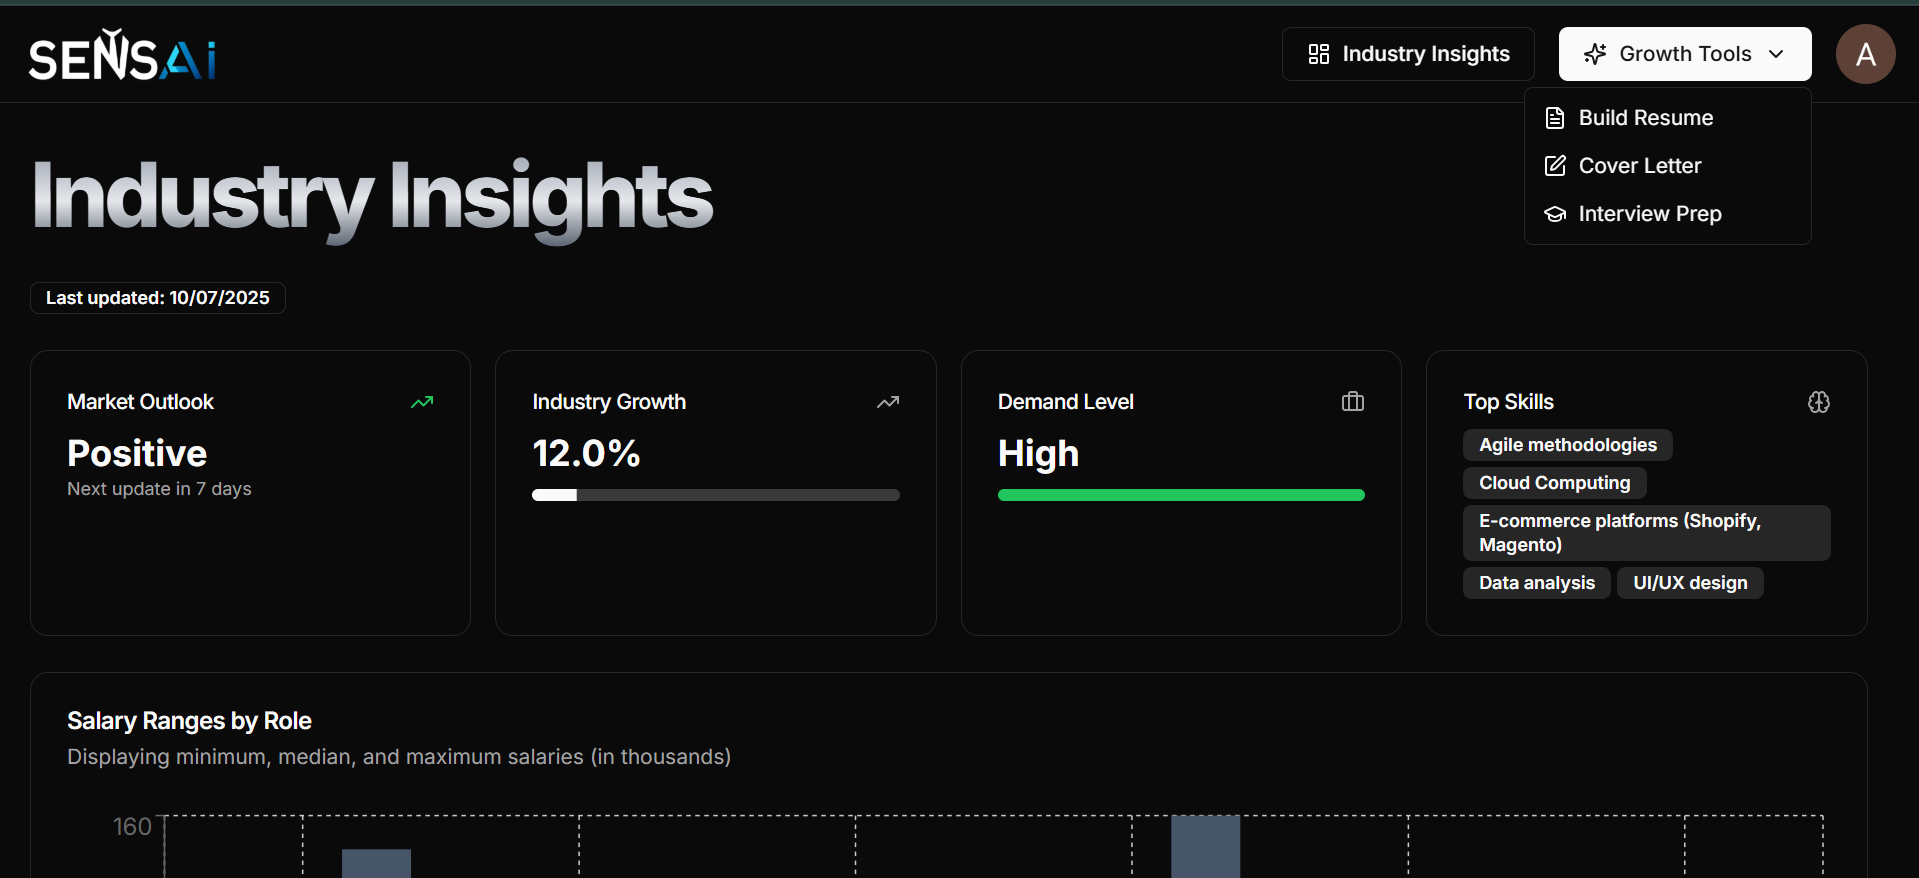 SENSAi
Industry Insights
Growth Tools
A
Build Resume
Cover Letter
Interview Prep
Industry Insights
Last updated: 10/07/2025
Market Outlook
Positive
Next update in 7 days
Industry Growth
12.0%
Demand Level
High
Top Skills
Agile methodologies
Cloud Computing
E-commerce platforms (Shopify,
Magento)
Data analysis
UI/UX design
Salary Ranges by Role
Displaying minimum, median, and maximum salaries (in thousands)
160